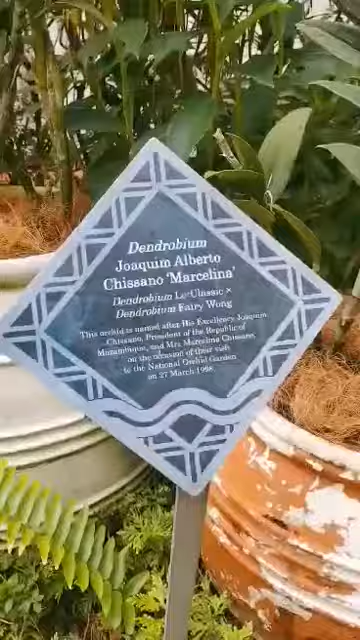 Dendrobium
Joaquim Alberto
Chissano 'Marcelina'
Dendrobium Le Classic ×
Dendrobium Fairy Wong
This orchid is named after His Excellency Joaquim
Chissano, President of the Republic of
Mozambique, and Mrs Marcelina Chissano,
on the occasion of their visit
to the National Orchid Garden
on 27 March 1998